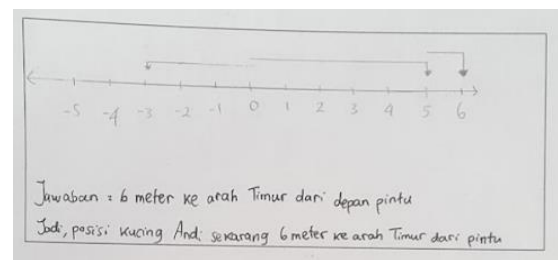 -5 -4 -3 -2 -1 0 1 2 3 4 5 6
Jawaban = 6 meter ke arah Timur dari depan pintu
Jadi, posisi kucing Andi sekarang 6 meter ke arah Timur dari pintu